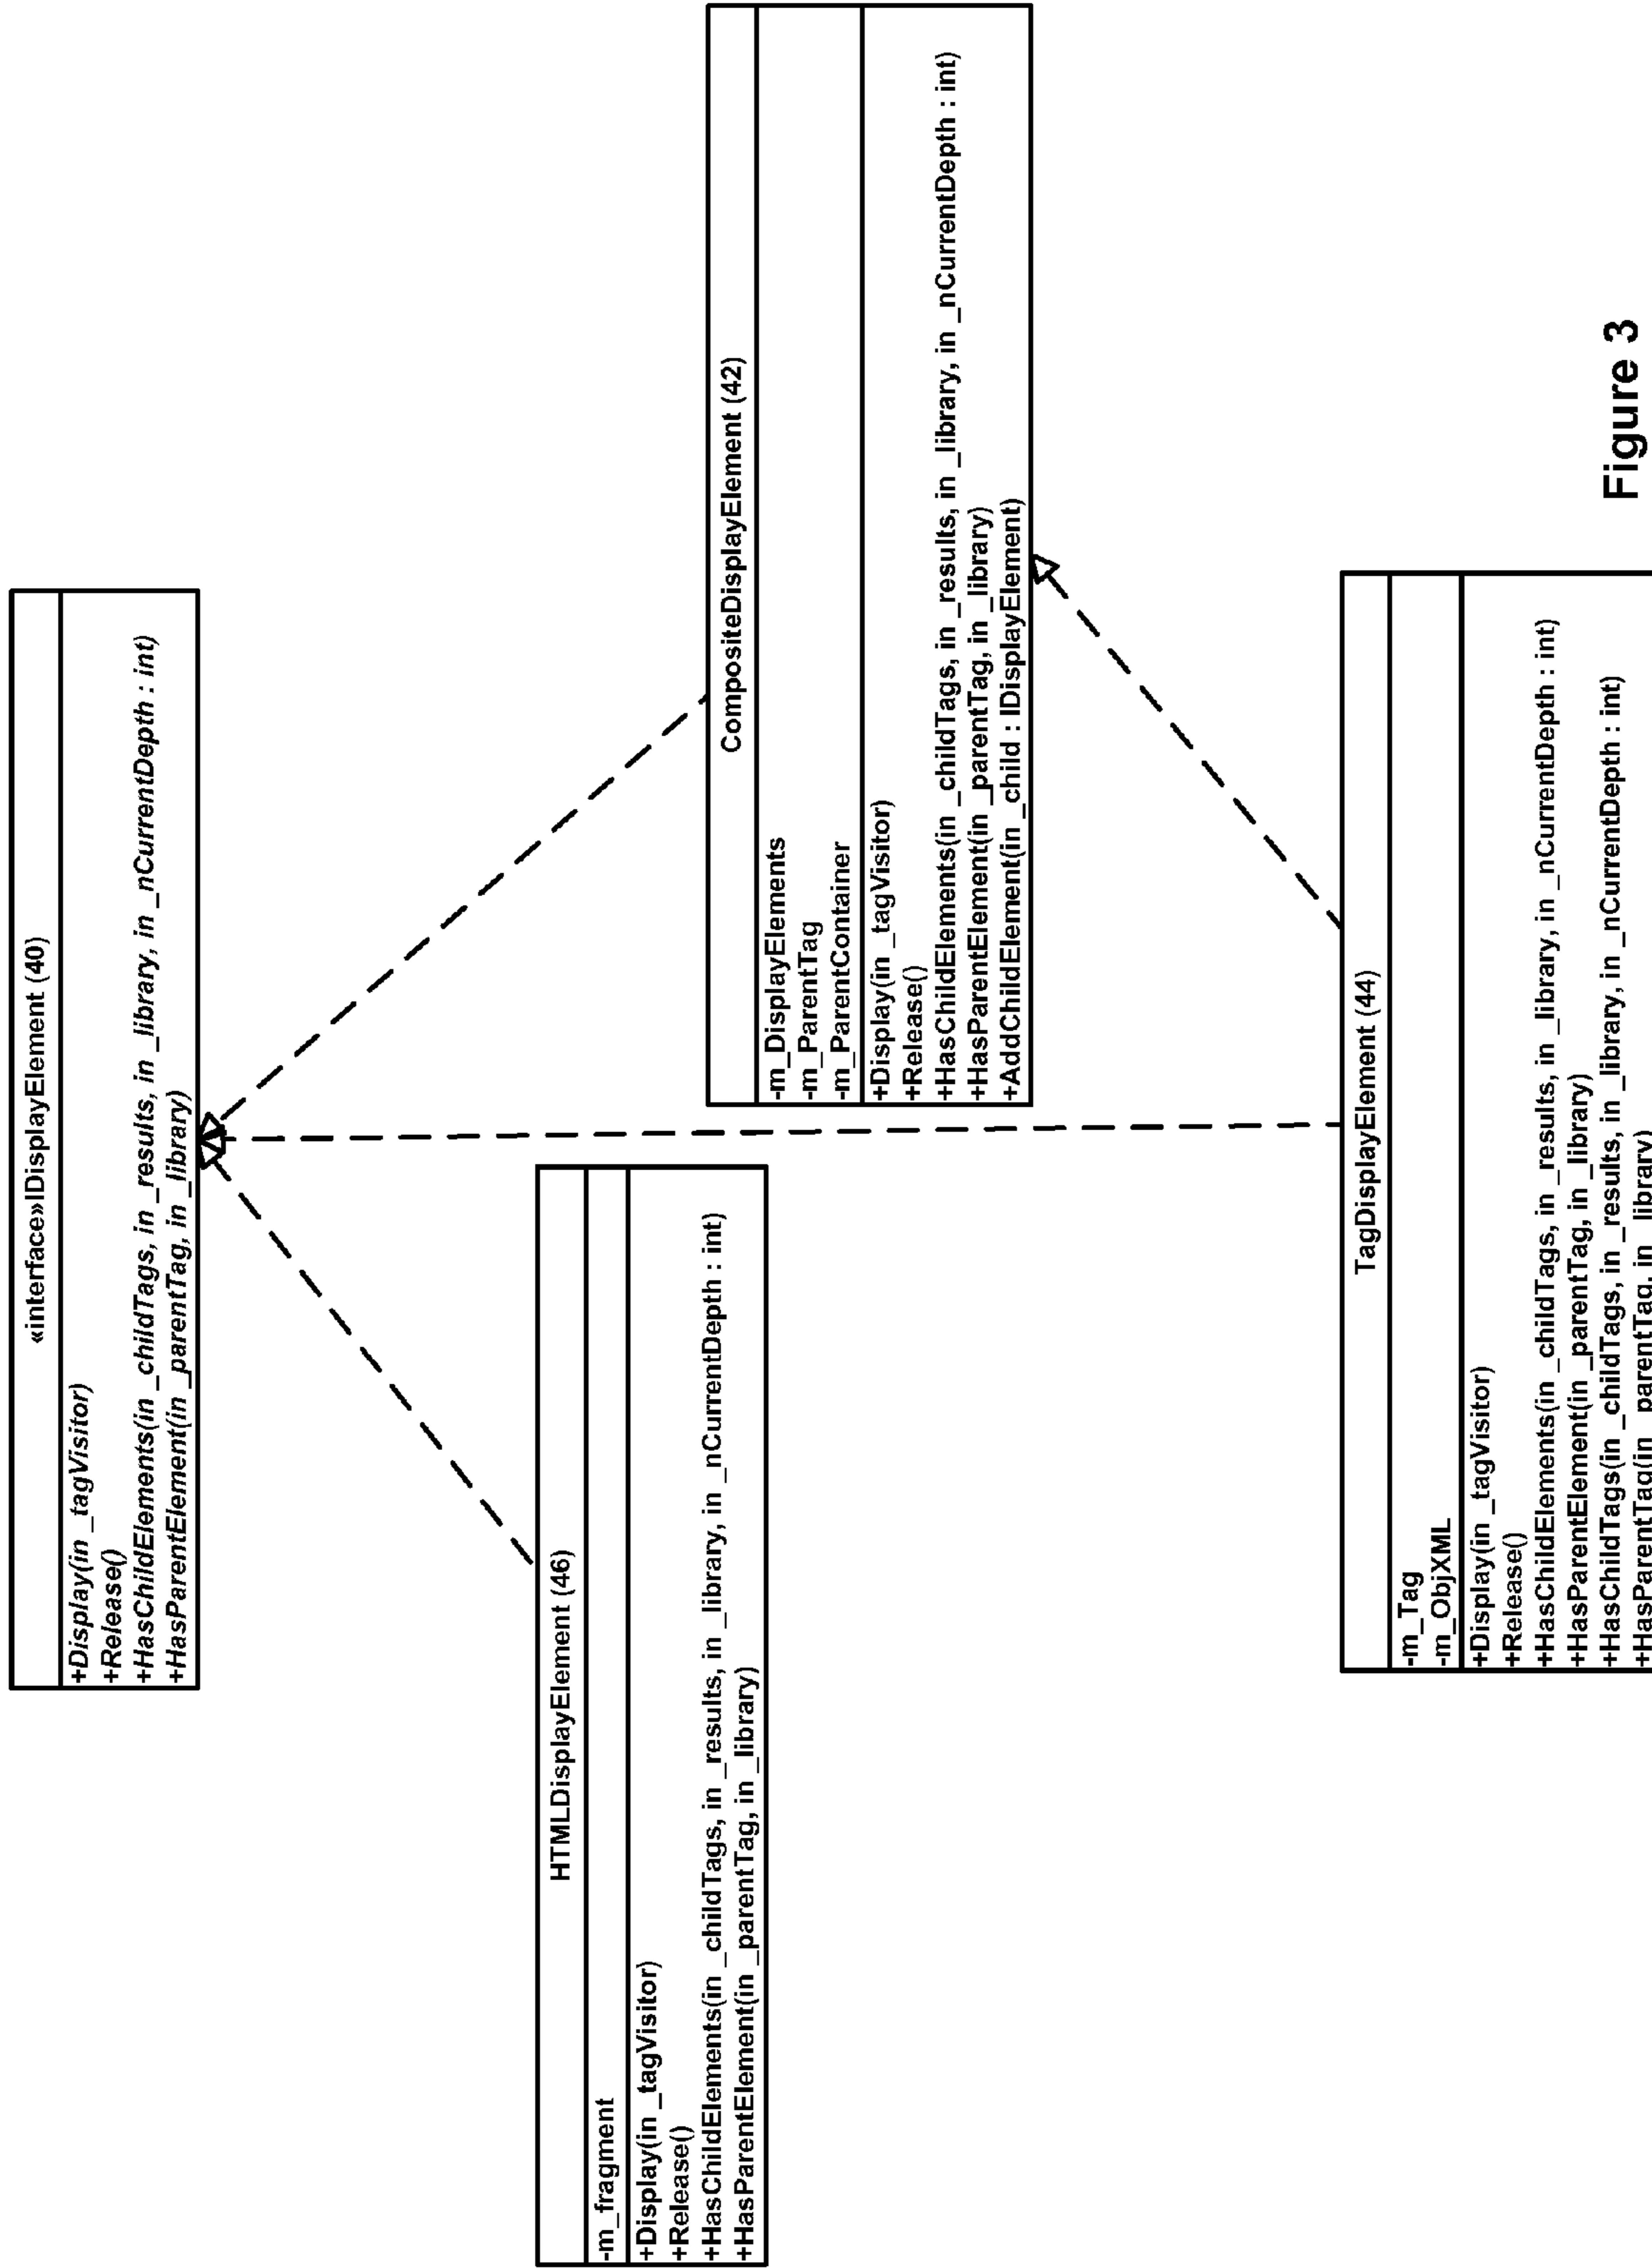 «interface»IDisplayElement (40)
+Display(in _tagVisitor)
+Release()
+HasChildElements(in _childTags, in _results, in _library, in _nCurrentDepth : int)
+HasParentElement(in _parentTag, in _library)
HTMLDisplayElement (46)
-m_fragment
+Display(in _tagVisitor)
+Release()
+HasChildElements(in _childTags, in _results, in _library, in _nCurrentDepth : int)
+HasParentElement(in _parentTag, in _library)
CompositeDisplayElement (42)
-m_DisplayElements
-m_ParentTag
-m_ParentContainer
+Display(in _tagVisitor)
+Release()
+HasChildElements(in _childTags, in _results, in _library, in _nCurrentDepth : int)
+HasParentElement(in _parentTag, in _library)
+AddChildElement(in _child : IDisplayElement)
TagDisplayElement (44)
-m_Tag
-m_ObjXML
+Display(in _tagVisitor)
+Release()
+HasChildElements(in _childTags, in _results, in _library, in _nCurrentDepth : int)
+HasParentElement(in _parentTag, in _library)
+HasChildTags(in _childTags, in _results, in _library, in _nCurrentDepth : int)
+HasParentTag(in _parentTag, in _library)
Figure 3